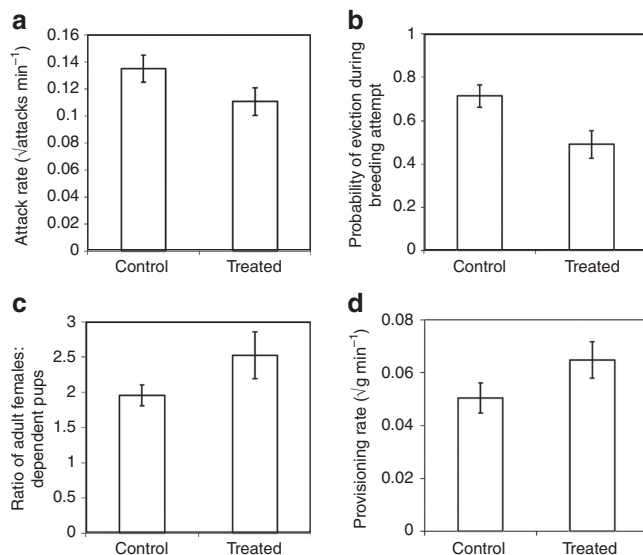 a
Attack rate (√attacks min⁻¹)
0.16
0.14
0.12
0.1
0.08
0.06
0.04
0.02
0
Control Treated
b
Probability of eviction during
breeding attempt
1
0.8
0.6
0.4
0.2
0
Control Treated
c
Ratio of adult females:
dependent pups
3
2.5
2
1.5
1
0.5
0
Control Treated
d
Provisioning rate (√g min⁻¹)
0.08
0.06
0.04
0.02
0
Control Treated